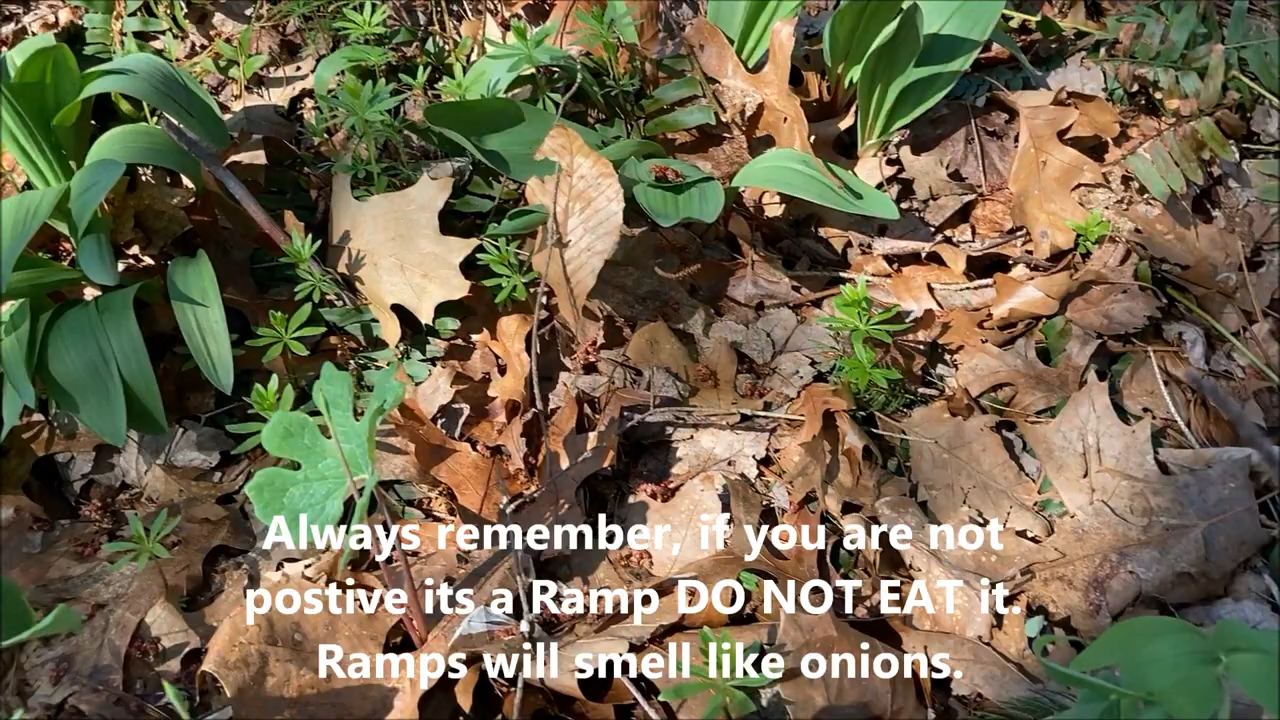 Always remember, if you are not
postive its a Ramp DO NOT EAT it.
Ramps will smell like onions.